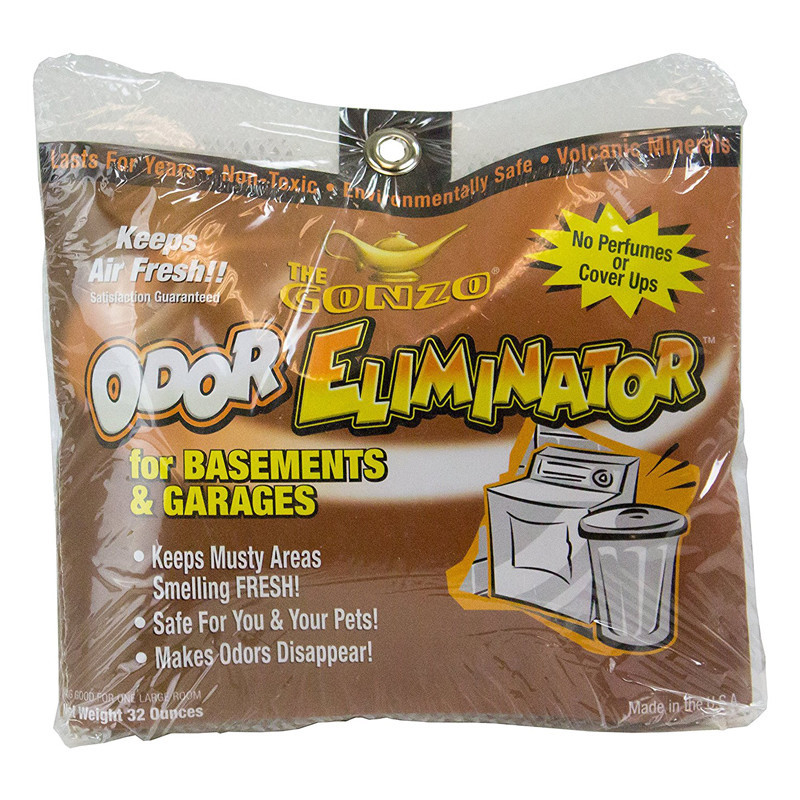 Lasts For Years • Non-Toxic • Environmentally Safe • Volcanic Minerals
Keeps
Air Fresh!!
Satisfaction Guaranteed
No Perfumes
or
Cover Ups
THE
GONZO®
ODOR ELIMINATOR™
for BASEMENTS
& GARAGES
• Keeps Musty Areas
Smelling FRESH!
• Safe For You & Your Pets!
• Makes Odors Disappear!
GOOD FOR ONE LARGE ROOM
Net Weight 32 Ounces
Made in the U.S.A.